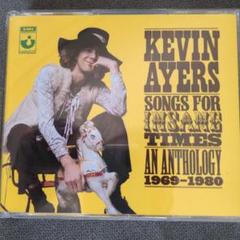 KEVIN
AYERS
SONGS FOR
INSANE
TIMES
AN ANTHOLOGY
1969-1980